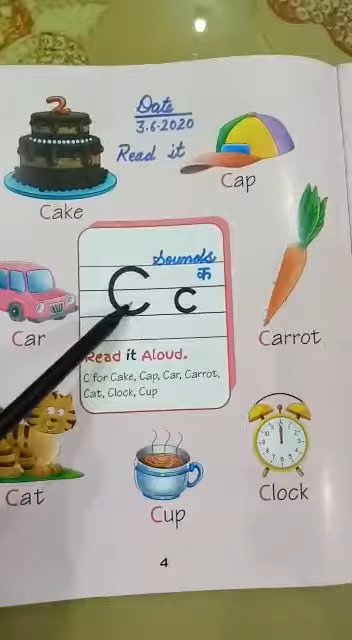 2
Date
3.6.2020
Read it
Cake
Cap
Sounds
क
C c
Car
Carrot
Read it Aloud.
C for Cake, Cap, Car, Carrot,
Cat, Clock, Cup
Cat
Cup
Clock
4